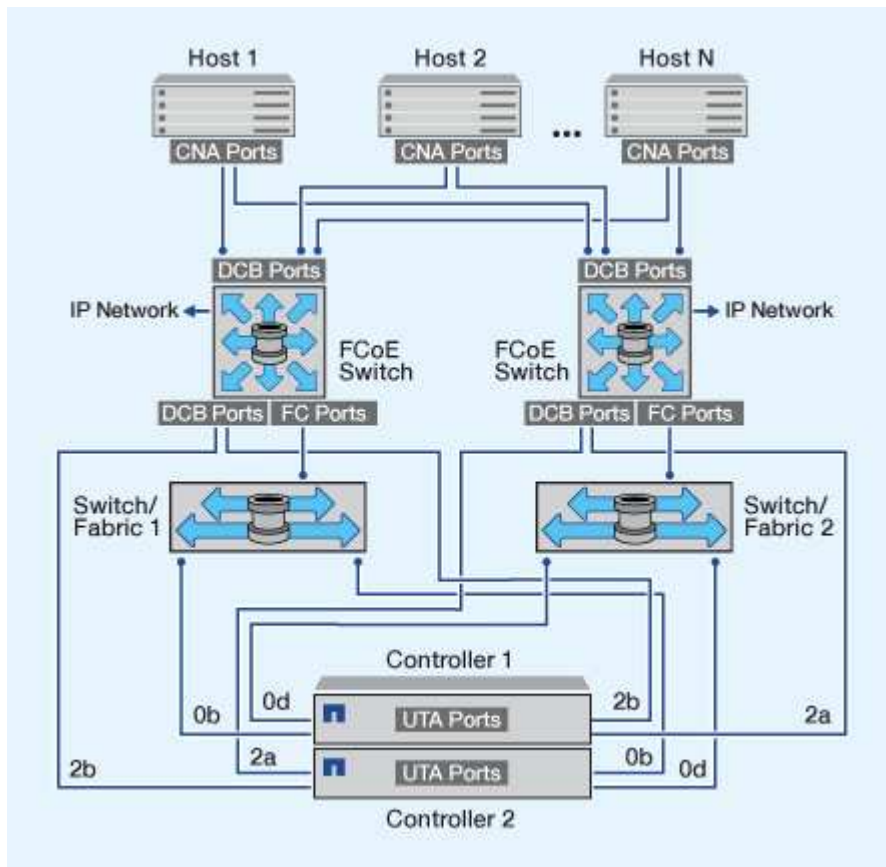 Host 1 Host 2 Host N
CNA Ports CNA Ports ... CNA Ports
DCB Ports DCB Ports
IP Network IP Network
FCoE Switch FCoE Switch
DCB Ports FC Ports DCB Ports FC Ports
Switch/ Fabric 1 Switch/ Fabric 2
Controller 1
0b 0d UTA Ports 2b 2a
2b 2a UTA Ports 0b 0d
Controller 2